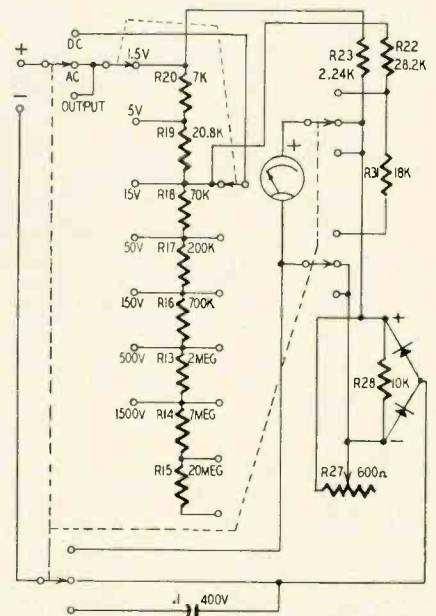 +
DC
1.5V
AC
OUTPUT
−
R20 7K
5V
R19 20.8K
15V
R18 70K
50V
R17 200K
150V
R16 700K
500V
R13 2MEG
1500V
R14 7MEG
R15 20MEG
+
R23
2.24K
R22
28.2K
R31 18K
+
R28 10K
−
R27 600Ω
.1 400V